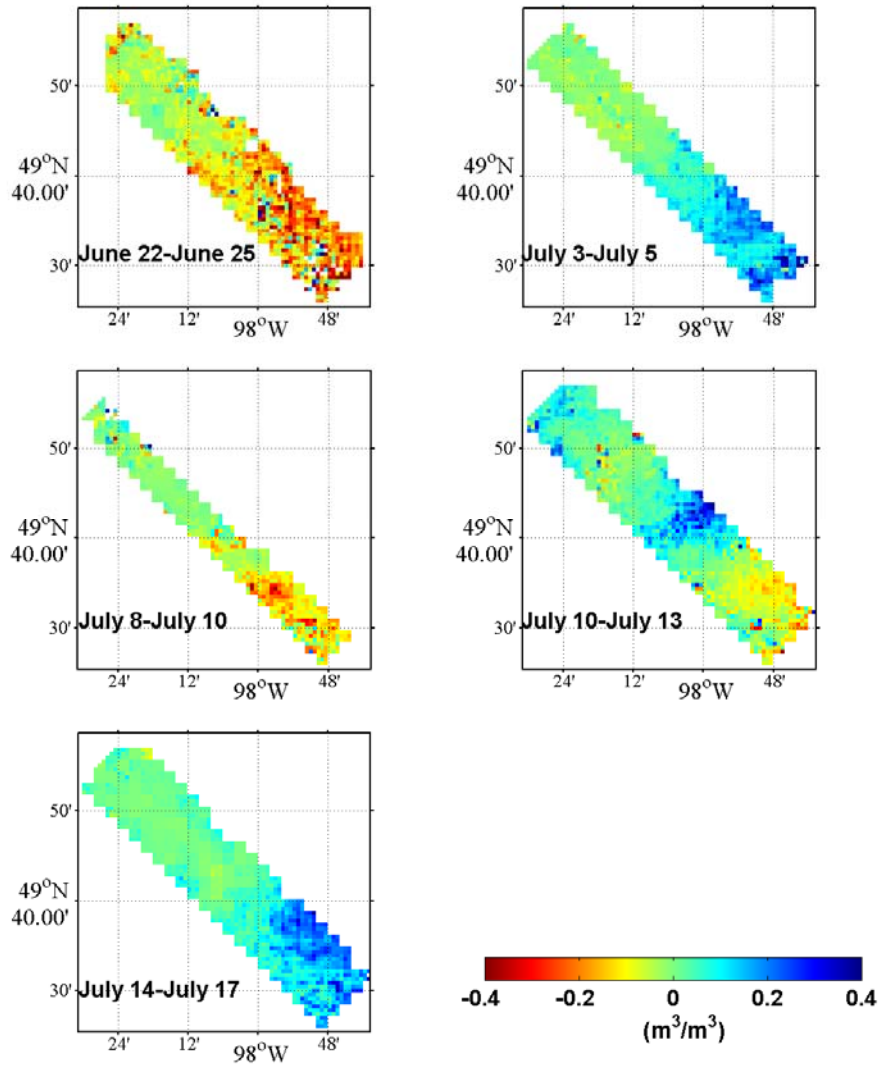 50'
49°N
40.00'
30'
June 22-June 25
24' 12' 98°W 48'
50'
49°N
40.00'
30'
July 3-July 5
24' 12' 98°W 48'
50'
49°N
40.00'
30'
July 8-July 10
24' 12' 98°W 48'
50'
49°N
40.00'
30'
July 10-July 13
24' 12' 98°W 48'
50'
49°N
40.00'
30'
July 14-July 17
24' 12' 98°W 48'
-0.4 -0.2 0 0.2 0.4
(m³/m³)